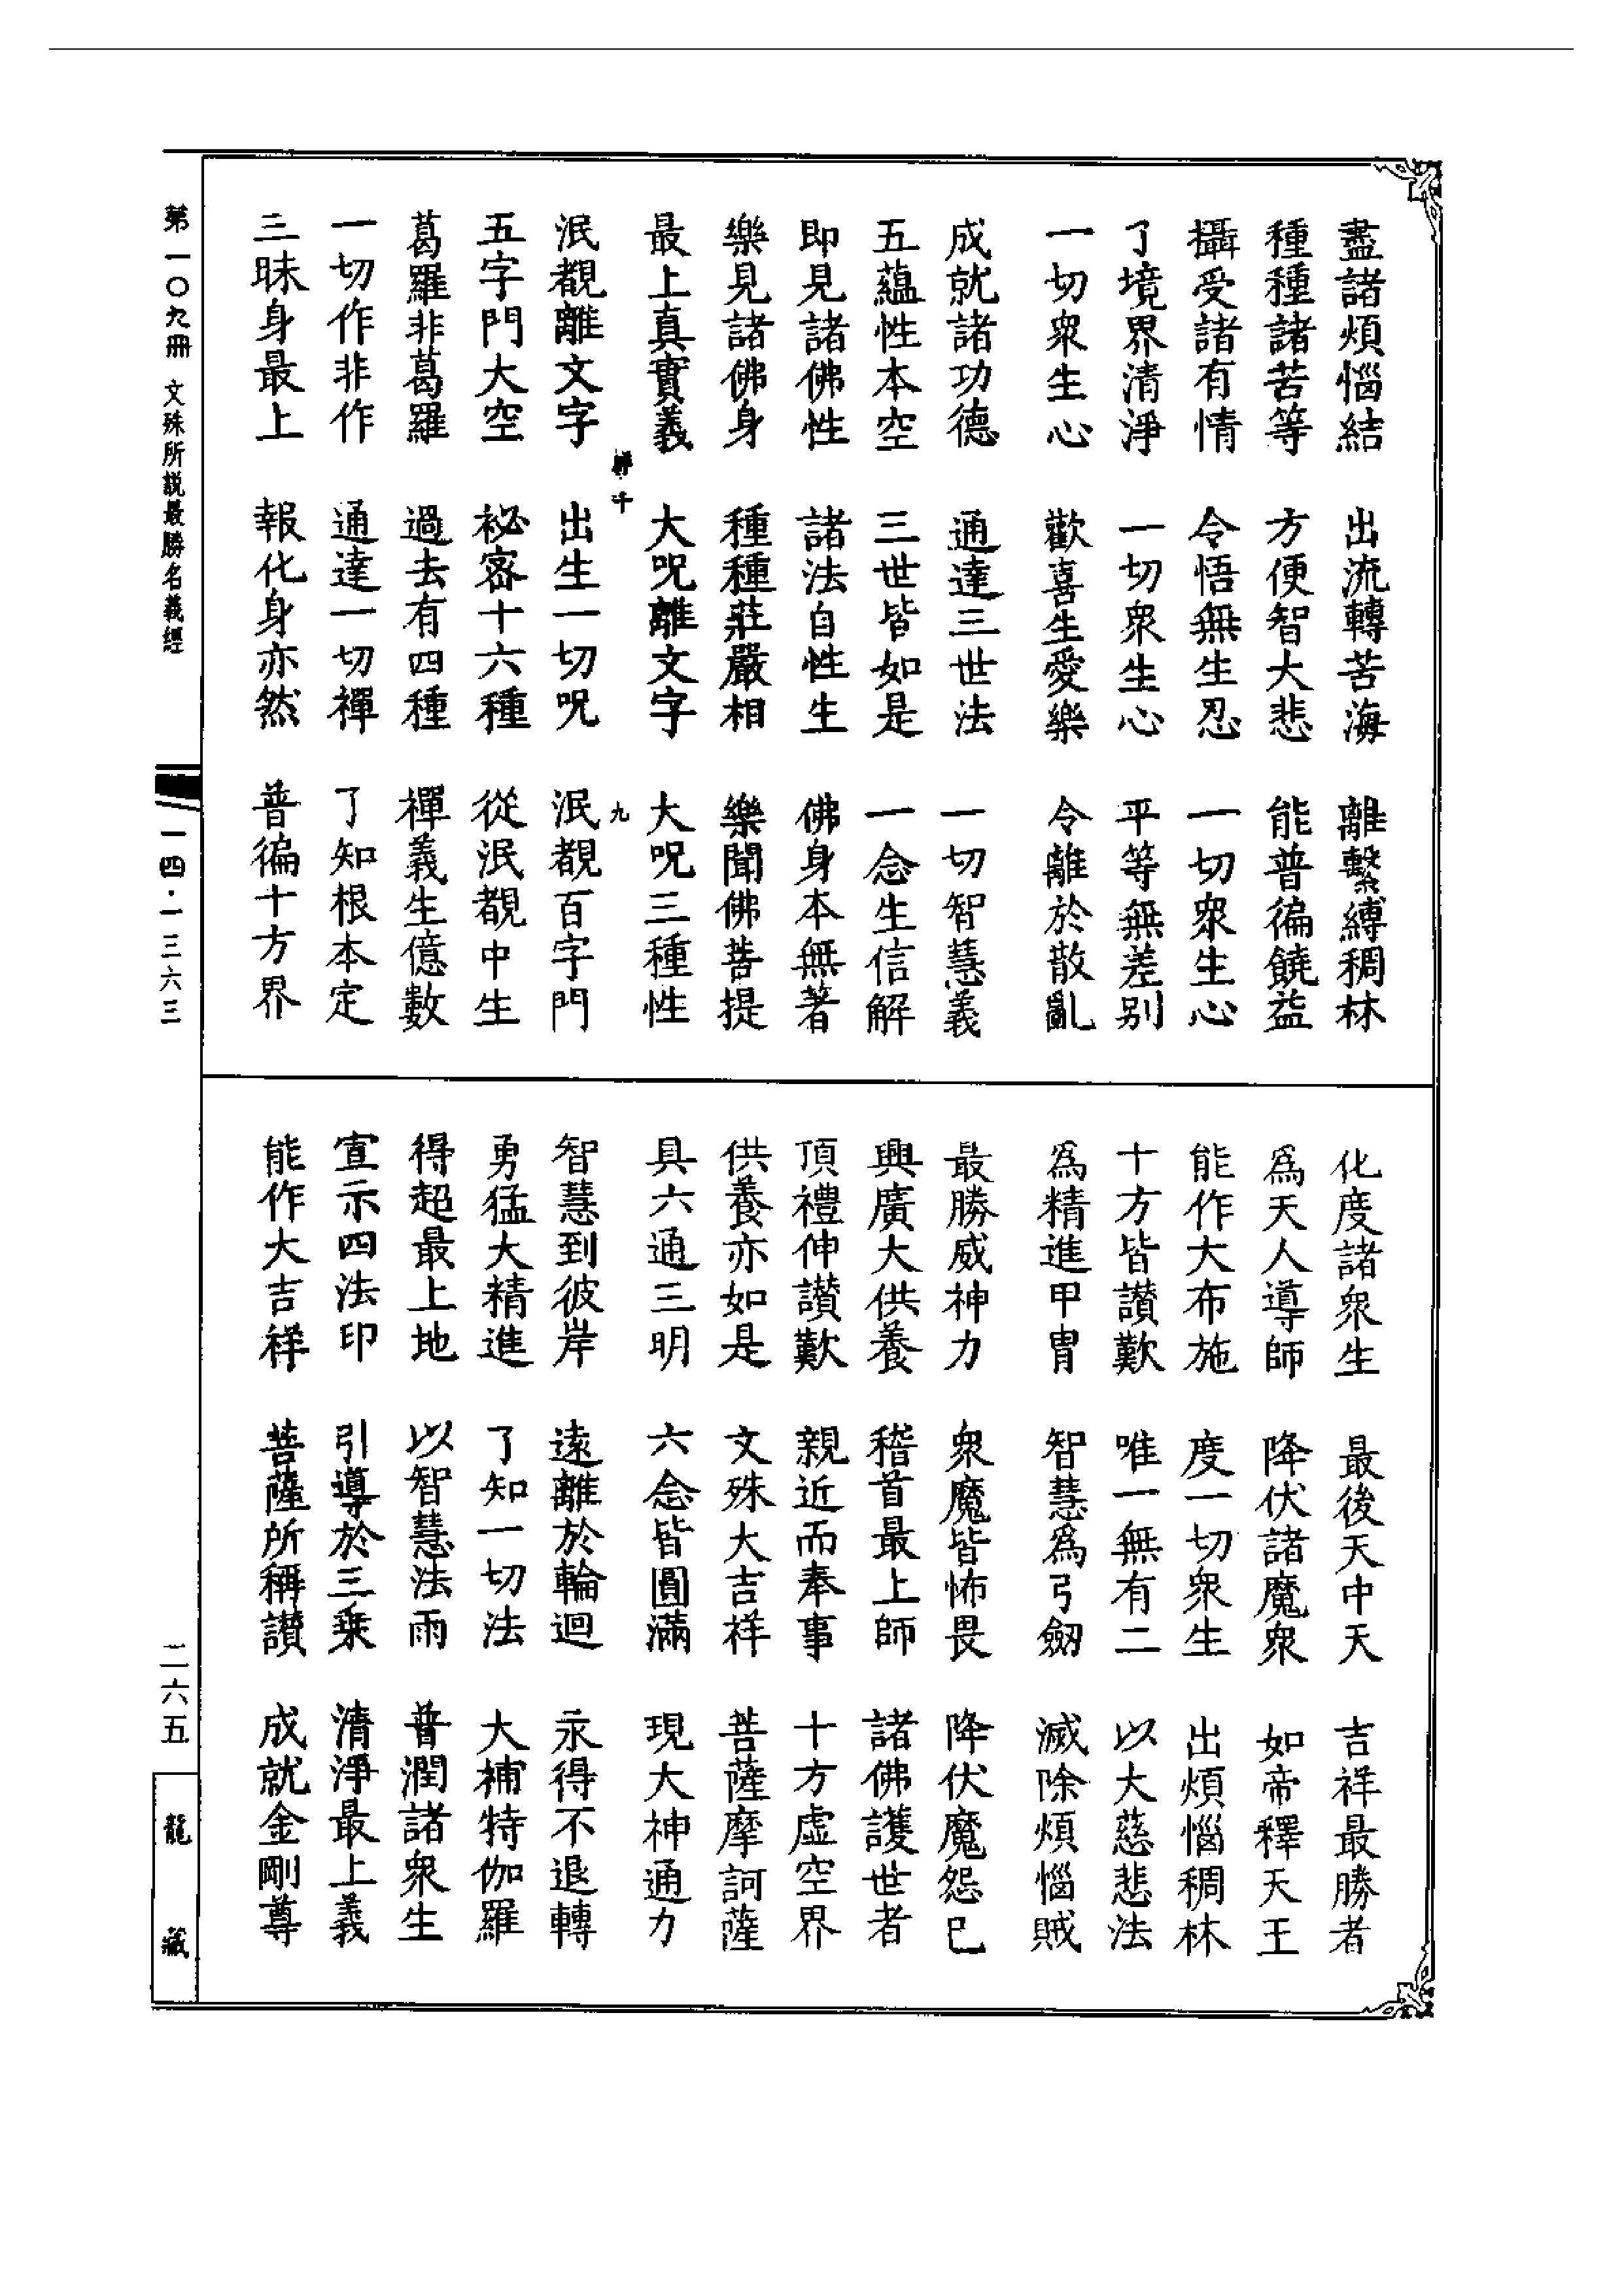 盡諸煩惱結　出流轉苦海　離繫縛稠林
種種諸苦等　方便智大悲　能普徧饒益
攝受諸有情　令悟無生忍　一切衆生心
了境界清淨　一切衆生心　平等無差别
一切衆生心　歡喜生愛樂　令離於散亂
成就諸功德　通達三世法　一切智慧義
五蘊性本空　三世皆如是　一念生信解
即見諸佛性　諸法自性生　佛身本無著
樂見諸佛身　種種莊嚴相　樂聞佛菩提
最上真實義　大呪離文字　大呪三種性
九
泯覩離文字　出生一切呪　泯覩百字門
五字門大空　祕密十六種　從泯覩中生
葛羅非葛羅　過去有四種　禪義生億數
一切作非作　通達一切禪　了知根本定
三昧身最上　報化身亦然　普徧十方界
化度諸衆生　最後天中天　吉祥最勝者
爲天人導師　降伏諸魔衆　如帝釋天王
能作大布施　度一切衆生　出煩惱稠林
十方皆讃歎　唯一無有二　以大慈悲法
爲精進甲冑　智慧爲弓劒　滅除煩惱賊
最勝威神力　衆魔皆怖畏　降伏魔怨已
興廣大供養　稽首最上師　諸佛護世者
頂禮伸讃歎　親近而奉事　十方虚空界
供養亦如是　文殊大吉祥　菩薩摩訶薩
具六通三明　六念皆圓滿　現大神通力
智慧到彼岸　遠離於輪迴　永得不退轉
勇猛大精進　了知一切法　大補特伽羅
得超最上地　以智慧法雨　普潤諸衆生
宣示四法印　引導於三乗　清淨最上義
能作大吉祥　菩薩所稱讃　成就金剛尊
第一〇九冊　文殊所説最勝名義經
一四·一三六三
二六五
龍藏